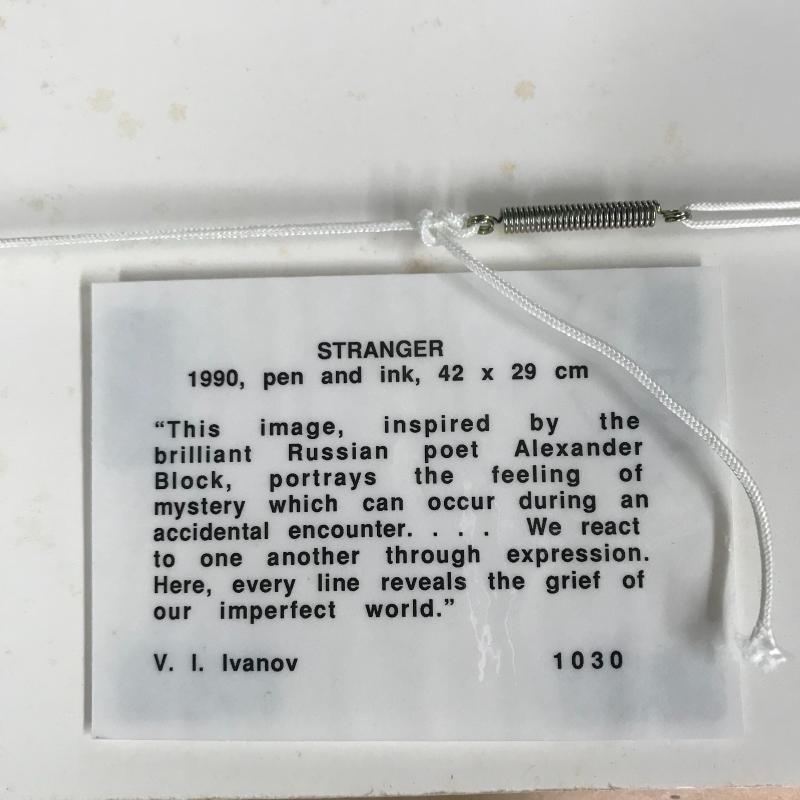 STRANGER
1990, pen and ink, 42 x 29 cm
“This image, inspired by the
brilliant Russian poet Alexander
Block, portrays the feeling of
mystery which can occur during an
accidental encounter. . . . We react
to one another through expression.
Here, every line reveals the grief of
our imperfect world.”
V. I. Ivanov 1030